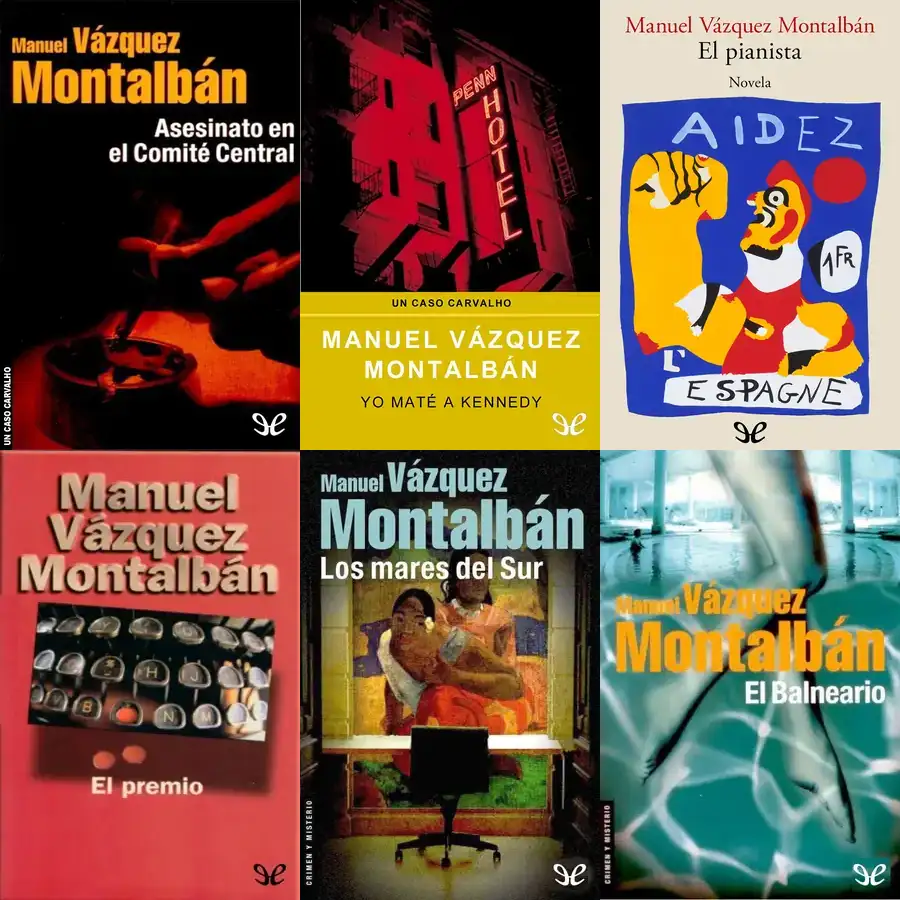 Manuel Vázquez
Montalbán
Asesinato en
el Comité Central
UN CASO CARVALHO
PENN
HOTEL
UN CASO CARVALHO
MANUEL VÁZQUEZ
MONTALBÁN
YO MATÉ A KENNEDY
Manuel Vázquez Montalbán
El pianista
Novela
AIDEZ
1FR
L'
ESPAGNE
Manuel
Vázquez
Montalbán
H J
B N M
El premio
Manuel Vázquez
Montalbán
Los mares del Sur
CRIMEN Y MISTERIO
Manuel Vázquez
Montalbán
El Balneario
CRIMEN Y MISTERIO